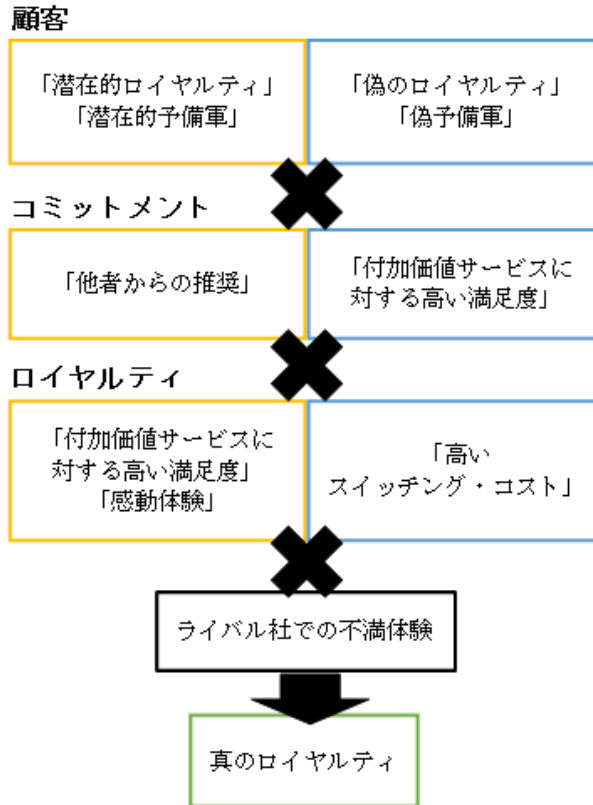 顧客
「潜在的ロイヤルティ」
「潜在的予備軍」
「偽のロイヤルティ」
「偽予備軍」
コミットメント
「他者からの推奨」
「付加価値サービスに
対する高い満足度」
ロイヤルティ
「付加価値サービスに
対する高い満足度」
「感動体験」
「高い
スイッチング・コスト」
ライバル社での不満体験
真のロイヤルティ